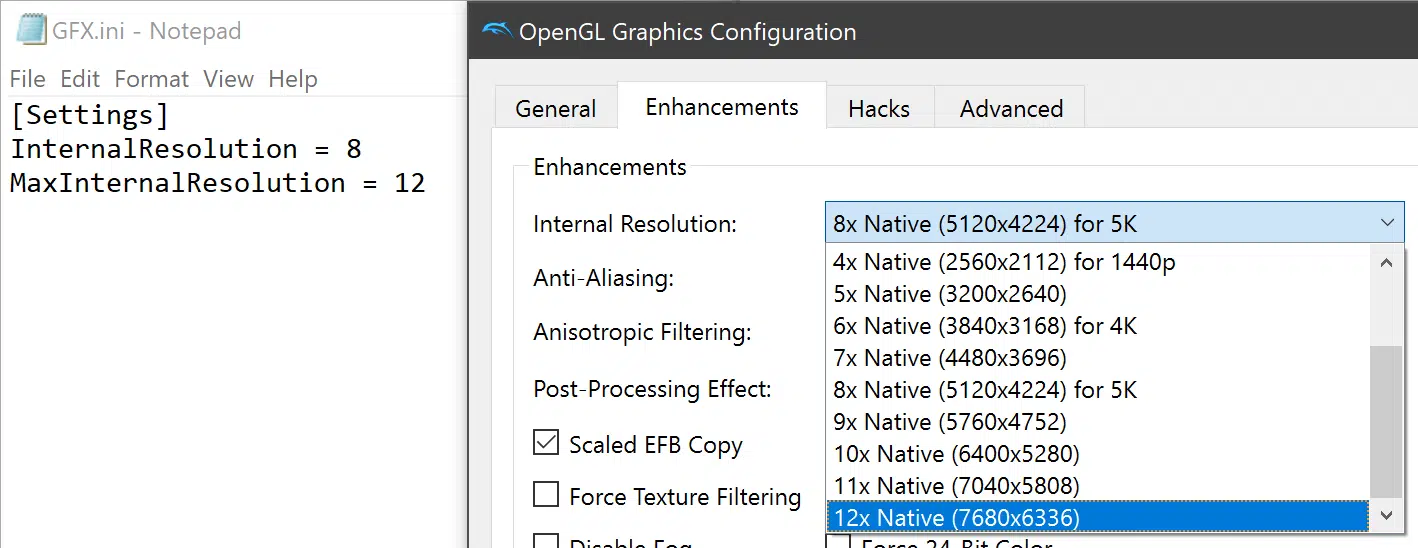 GFX.ini - Notepad
File Edit Format View Help
[Settings]
InternalResolution = 8
MaxInternalResolution = 12
OpenGL Graphics Configuration
General Enhancements Hacks Advanced
Enhancements
Internal Resolution: 8x Native (5120x4224) for 5K
4x Native (2560x2112) for 1440p
Anti-Aliasing:
5x Native (3200x2640)
6x Native (3840x3168) for 4K
Anisotropic Filtering:
7x Native (4480x3696)
8x Native (5120x4224) for 5K
Post-Processing Effect:
9x Native (5760x4752)
Scaled EFB Copy
10x Native (6400x5280)
11x Native (7040x5808)
Force Texture Filtering
12x Native (7680x6336)
Disable Fog
Force 24-Bit Color